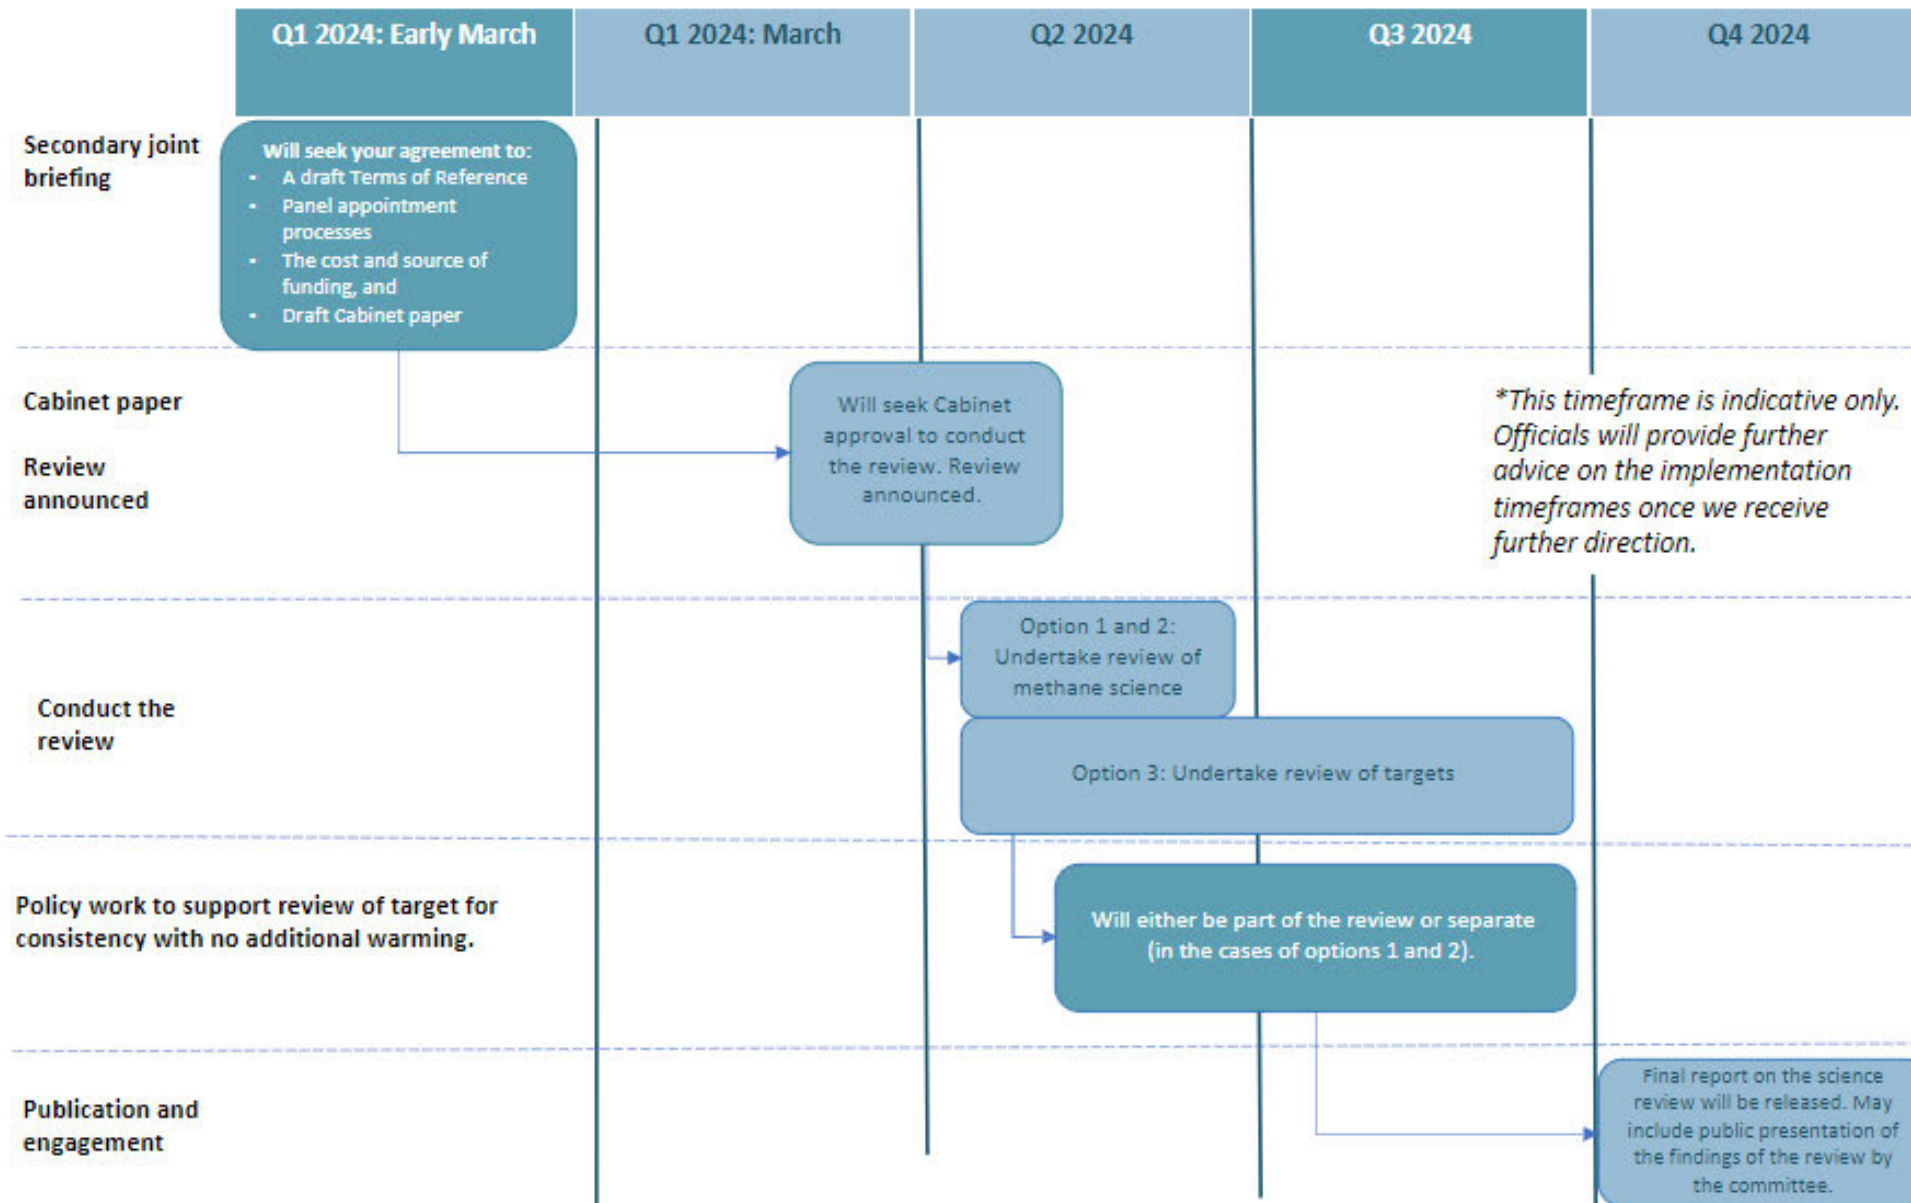 Q1 2024: Early March
Q1 2024: March
Q2 2024
Q3 2024
Q4 2024
Secondary joint
briefing
Will seek your agreement to:
- A draft Terms of Reference
- Panel appointment
processes
- The cost and source of
funding, and
- Draft Cabinet paper
Cabinet paper
Review
announced
Will seek Cabinet
approval to conduct
the review. Review
announced.
*This timeframe is indicative only.
Officials will provide further
advice on the implementation
timeframes once we receive
further direction.
Conduct the
review
Option 1 and 2:
Undertake review of
methane science
Option 3: Undertake review of targets
Policy work to support review of target for
consistency with no additional warming.
Will either be part of the review or separate
(in the cases of options 1 and 2).
Publication and
engagement
Final report on the science
review will be released. May
include public presentation of
the findings of the review by
the committee.